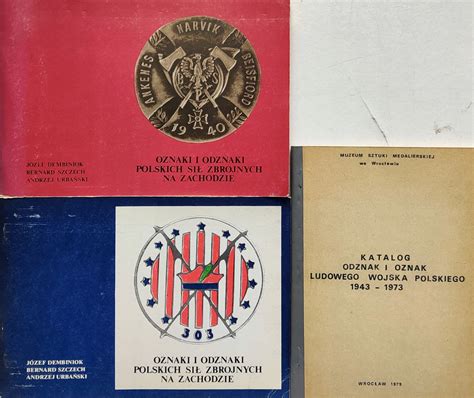 ANKENES NARVIK BEISFJORD
1940
JÓZEF DEMBINIOK
BERNARD SZCZECH
ANDRZEJ URBAŃSKI
OZNAKI I ODZNAKI
POLSKICH SIŁ ZBROJNYCH
NA ZACHODZIE
303
JÓZEF DEMBINIOK
BERNARD SZCZECH
ANDRZEJ URBAŃSKI
OZNAKI I ODZNAKI
POLSKICH SIŁ ZBROJNYCH
NA ZACHODZIE
MUZEUM SZTUKI MEDALIERSKIEJ
we Wrocławiu
KATALOG
ODZNAK I OZNAK
LUDOWEGO WOJSKA POLSKIEGO
1943 - 1973
WROCŁAW 1979